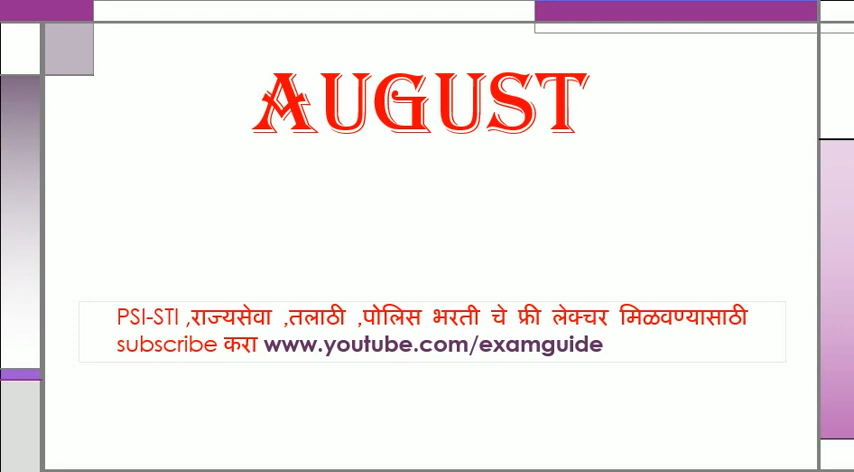 AUGUST
PSI-STI ,राज्यसेवा ,तलाठी ,पोलिस भरती चे फ्री लेक्चर मिळवण्यासाठी
subscribe करा www.youtube.com/examguide